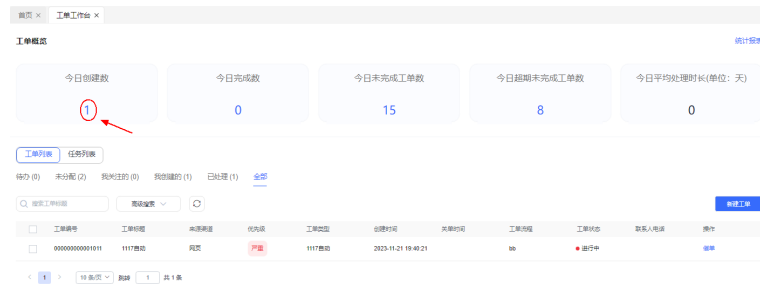 首页 × 工单工作台 ×
工单概览 统计报表
今日创建数 今日完成数 今日未完成工单数 今日超期未完成工单数 今日平均处理时长(单位：天)
1 0 15 8 0
工单列表 任务列表
待办 (0) 未分配 (2) 我关注的 (0) 我创建的 (1) 已处理 (1) 全部
搜索工单标题 高级搜索 新建工单
工单编号 工单标题 来源渠道 优先级 工单类型 创建时间 关单时间 工单流程 工单状态 联系人电话 操作
000000000001011 1117自助 网页 严重 1117自助 2023-11-21 19:40:21 bb 进行中 催单
< 1 > 10 条/页 跳转 1 共 1 条